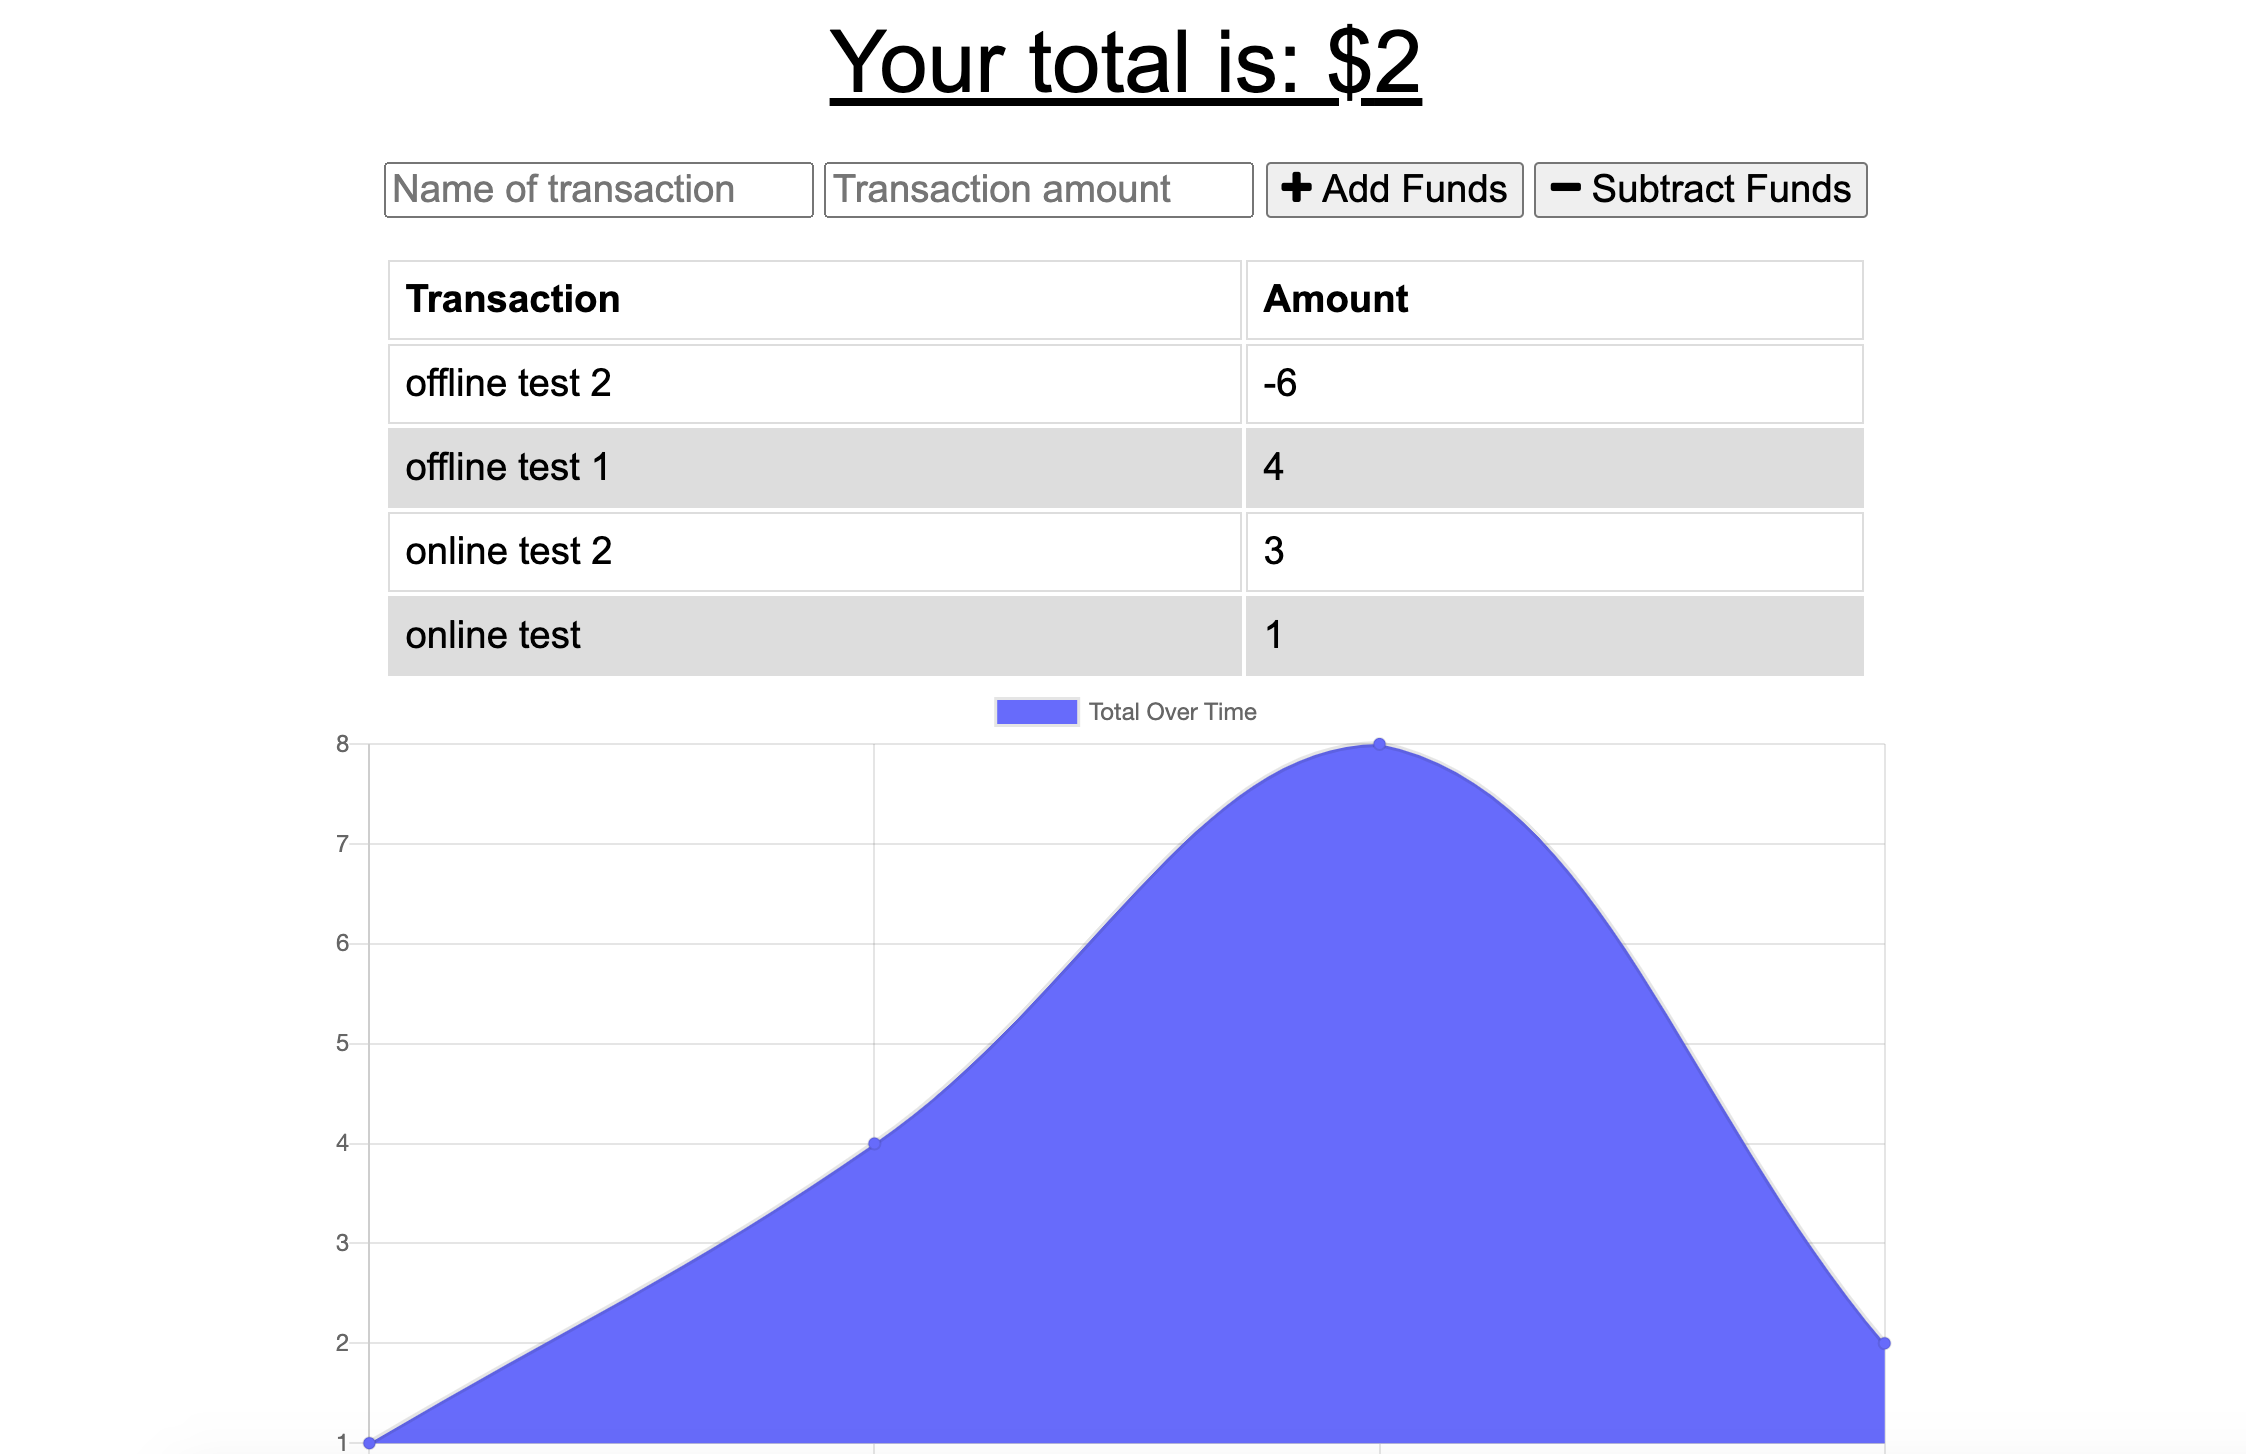 Your total is: $2
Name of transaction Transaction amount Add Funds Subtract Funds
Transaction Amount
offline test 2 -6
offline test 1 4
online test 2 3
online test 1
Total Over Time
8
7
6
5
4
3
2
1